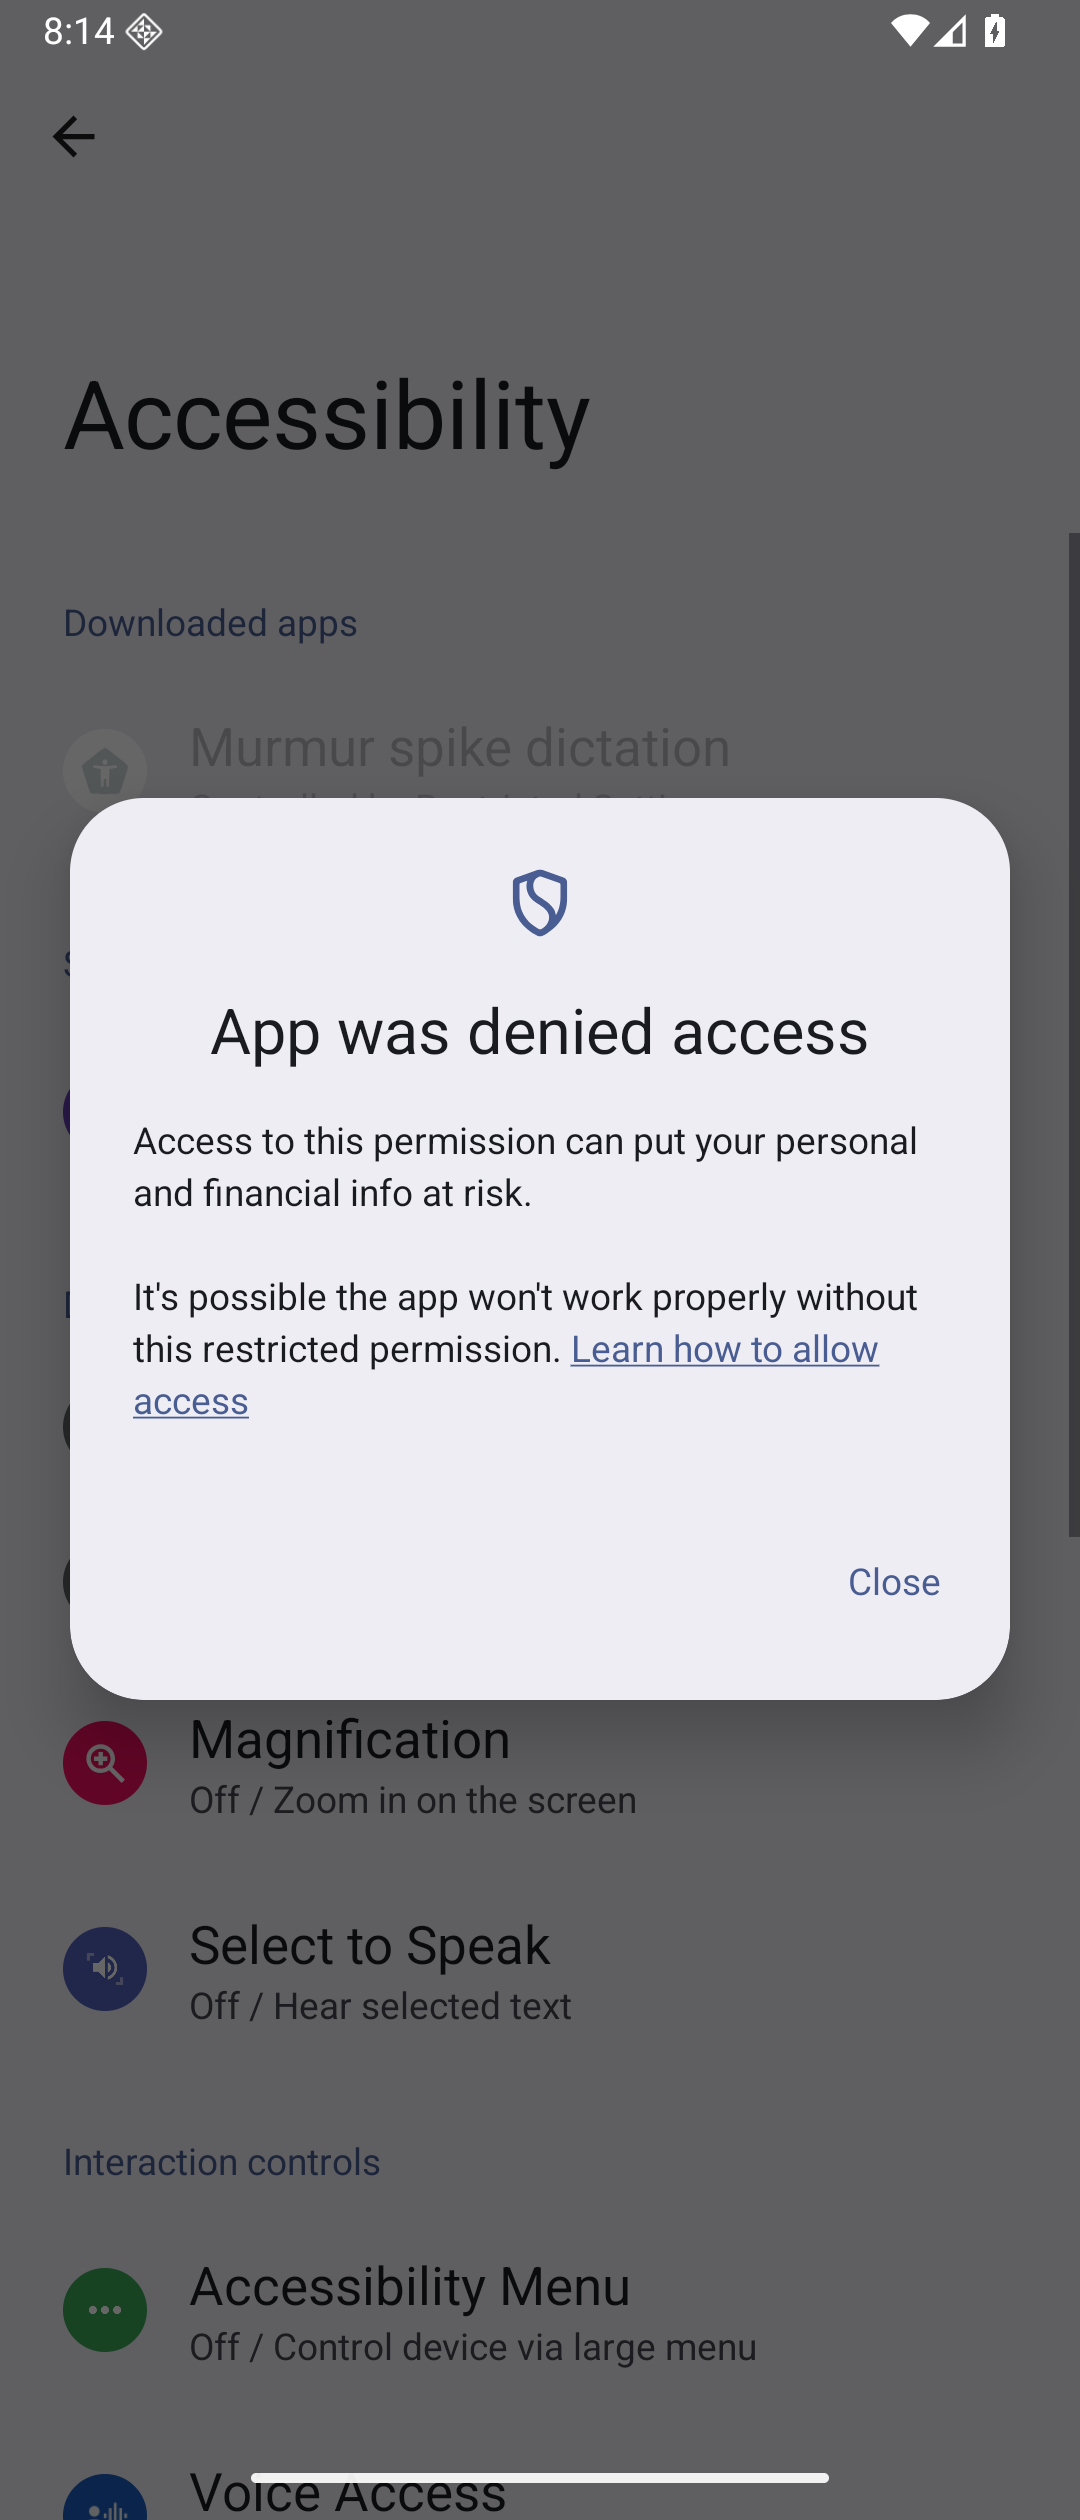 8:14
Accessibility
Downloaded apps
Murmur spike dictation
App was denied access
Access to this permission can put your personal
and financial info at risk.
It's possible the app won't work properly without
this restricted permission. Learn how to allow
access
Close
Magnification
Off / Zoom in on the screen
Select to Speak
Off / Hear selected text
Interaction controls
Accessibility Menu
Off / Control device via large menu
Voice Access